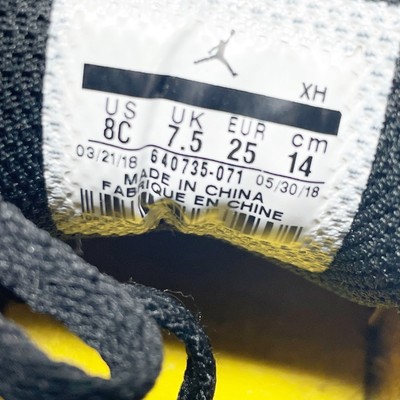 XH
US UK EUR cm
8C 7.5 25 14
03/21/18 640735-071 05/30/18
MADE IN CHINA
FABRIQUE EN CHINE